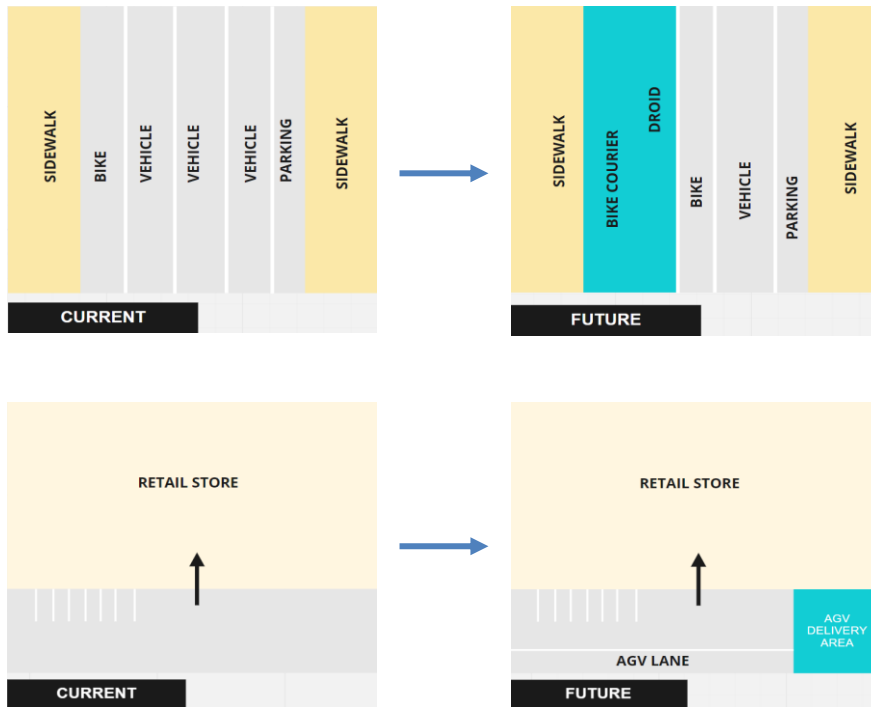 SIDEWALK
BIKE
VEHICLE
VEHICLE
VEHICLE
PARKING
SIDEWALK
CURRENT
SIDEWALK
BIKE COURIER
DROID
BIKE
VEHICLE
PARKING
SIDEWALK
FUTURE
RETAIL STORE
CURRENT
RETAIL STORE
AGV
DELIVERY
AREA
AGV LANE
FUTURE